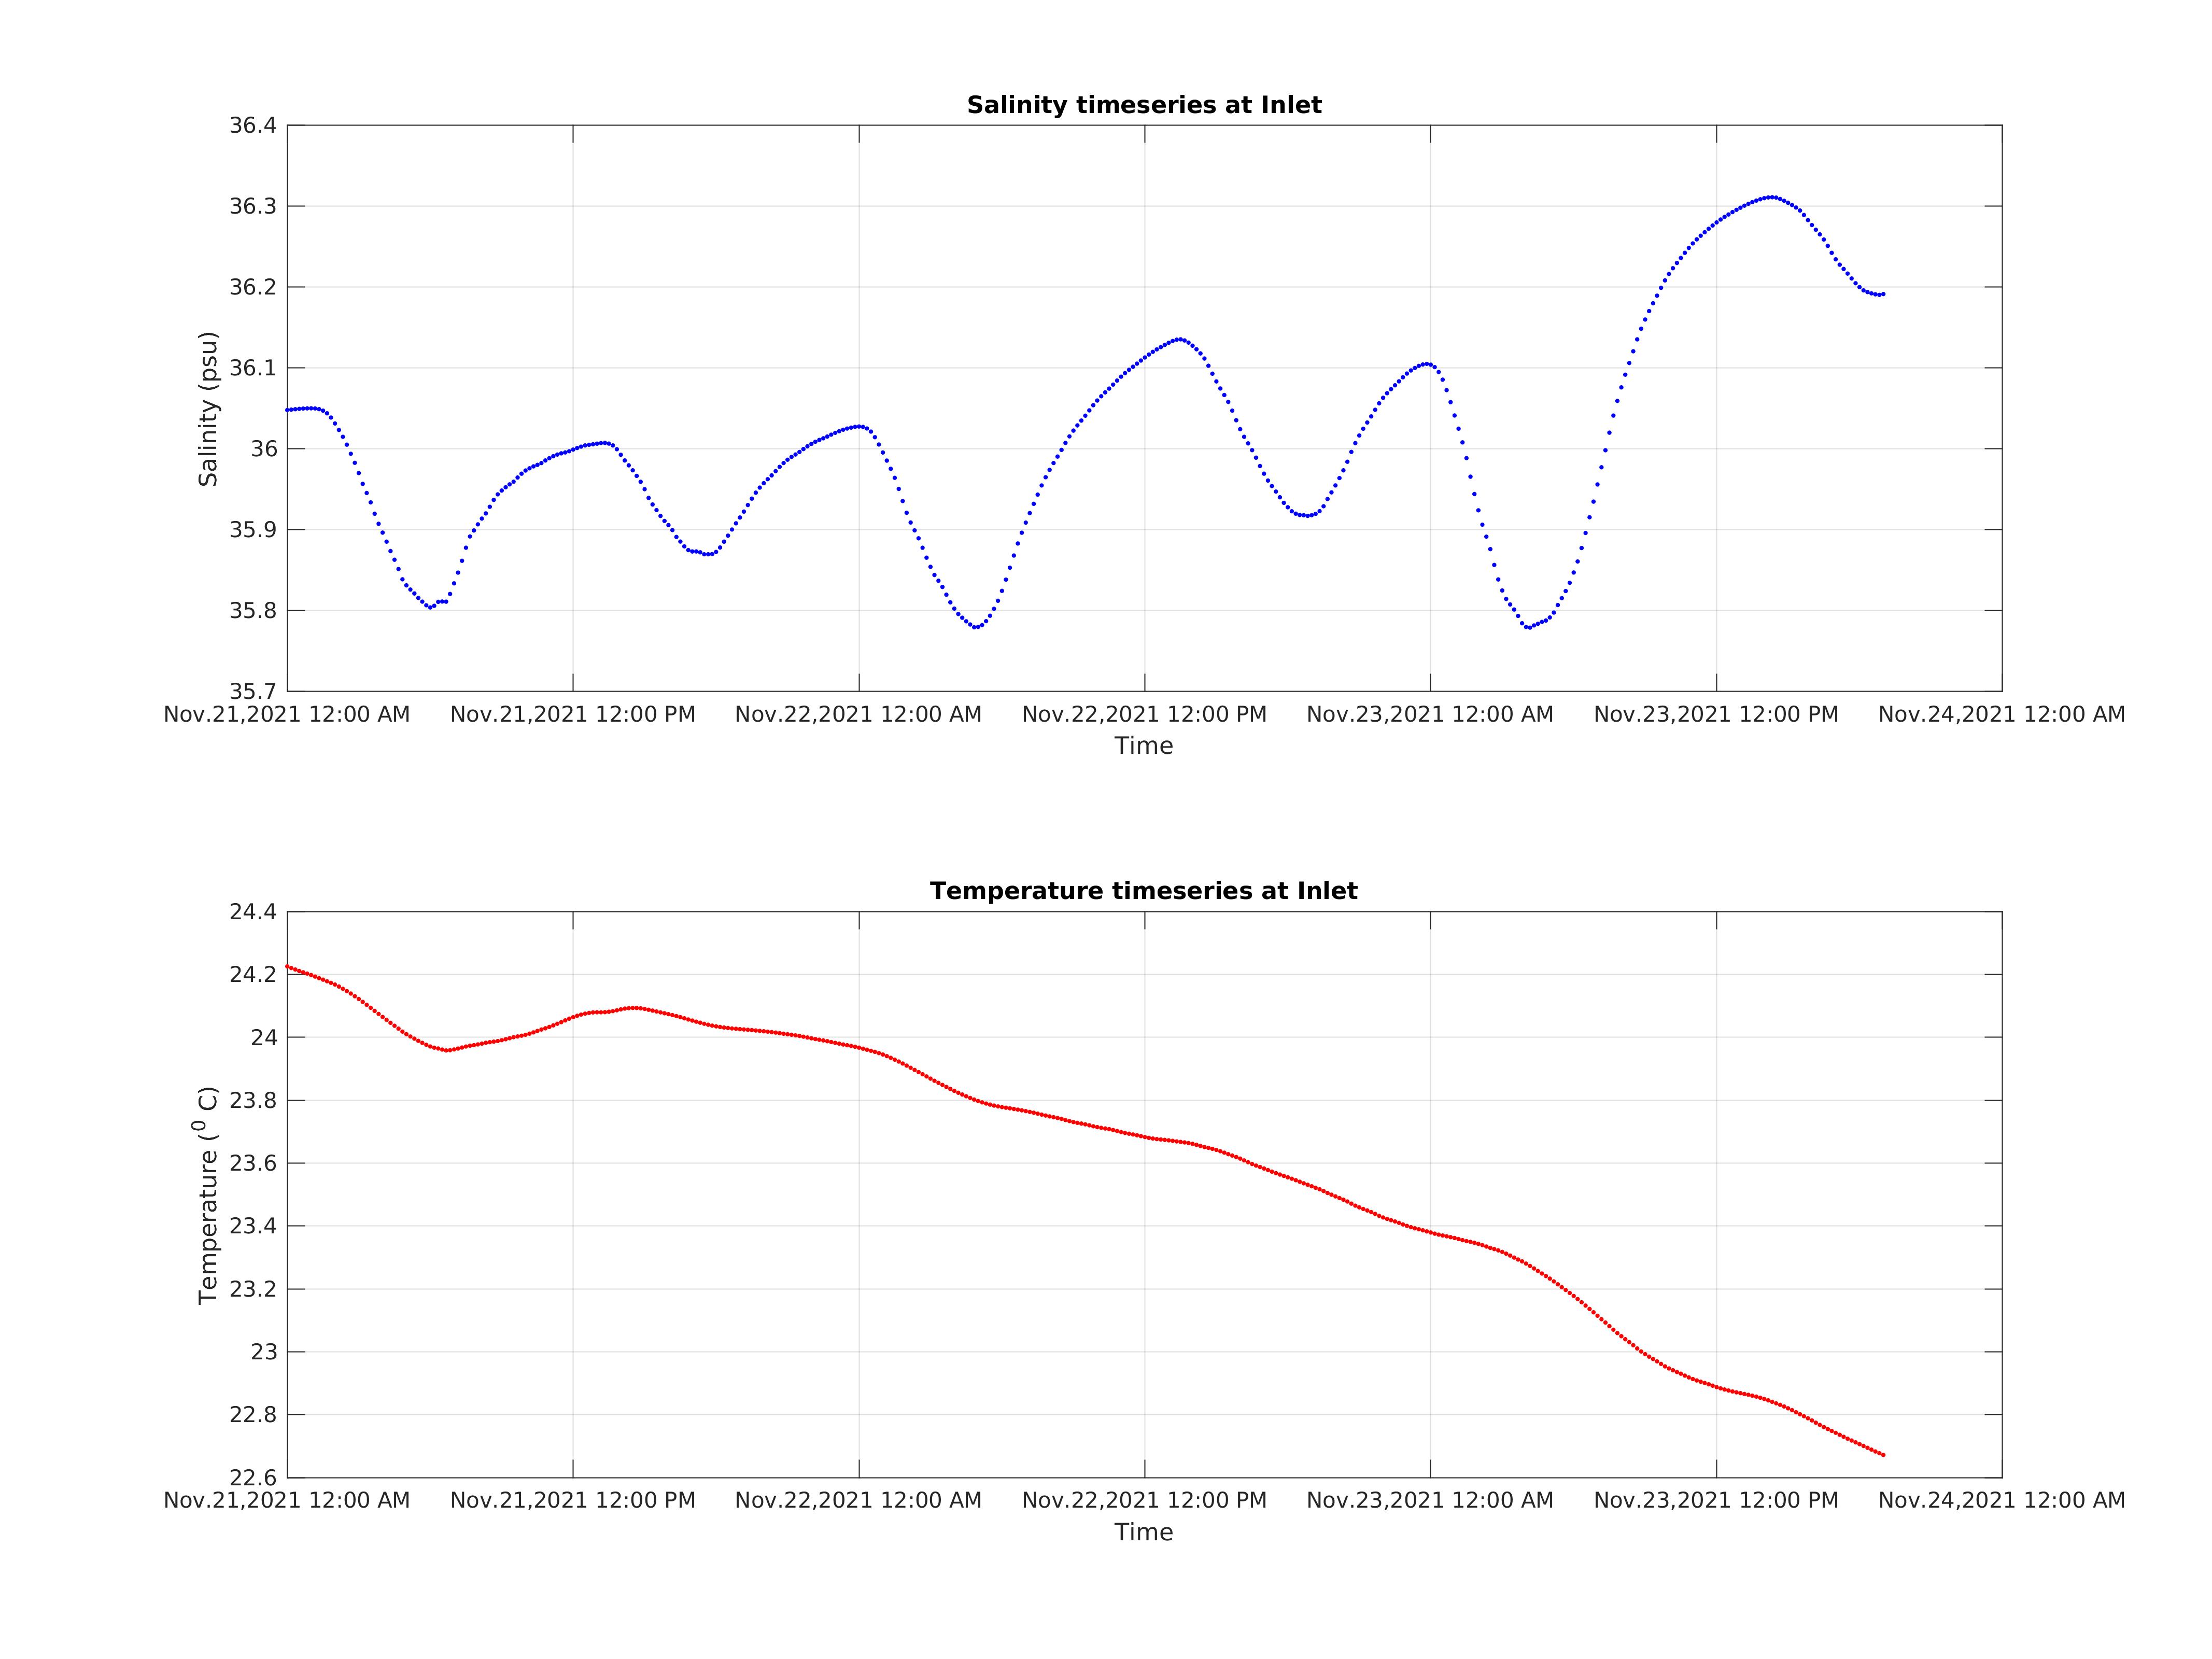 Salinity timeseries at Inlet
36.4
36.3
36.2
36.1
36
35.9
35.8
35.7
Salinity (psu)
Nov.21,2021 12:00 AM Nov.21,2021 12:00 PM Nov.22,2021 12:00 AM Nov.22,2021 12:00 PM Nov.23,2021 12:00 AM Nov.23,2021 12:00 PM Nov.24,2021 12:00 AM
Time
Temperature timeseries at Inlet
24.4
24.2
24
23.8
23.6
23.4
23.2
23
22.8
22.6
Temperature (⁰ C)
Nov.21,2021 12:00 AM Nov.21,2021 12:00 PM Nov.22,2021 12:00 AM Nov.22,2021 12:00 PM Nov.23,2021 12:00 AM Nov.23,2021 12:00 PM Nov.24,2021 12:00 AM
Time